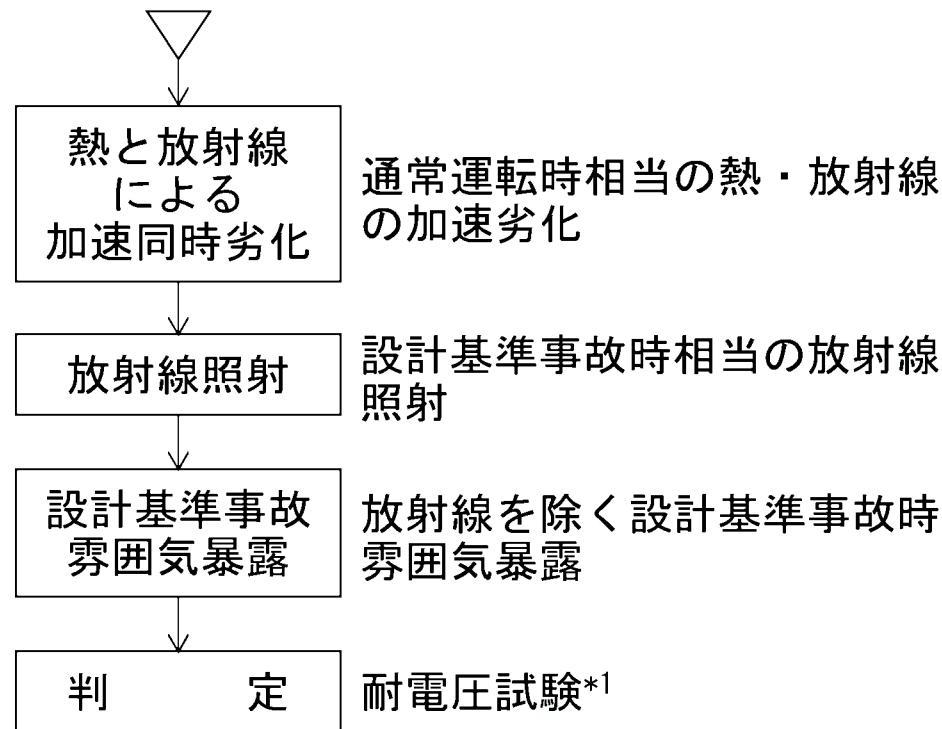 熱と放射線
による
加速同時劣化
通常運転時相当の熱・放射線
の加速劣化
放射線照射
設計基準事故時相当の放射線
照射
設計基準事故
雰囲気暴露
放射線を除く設計基準事故時
雰囲気暴露
判 定
耐電圧試験*1